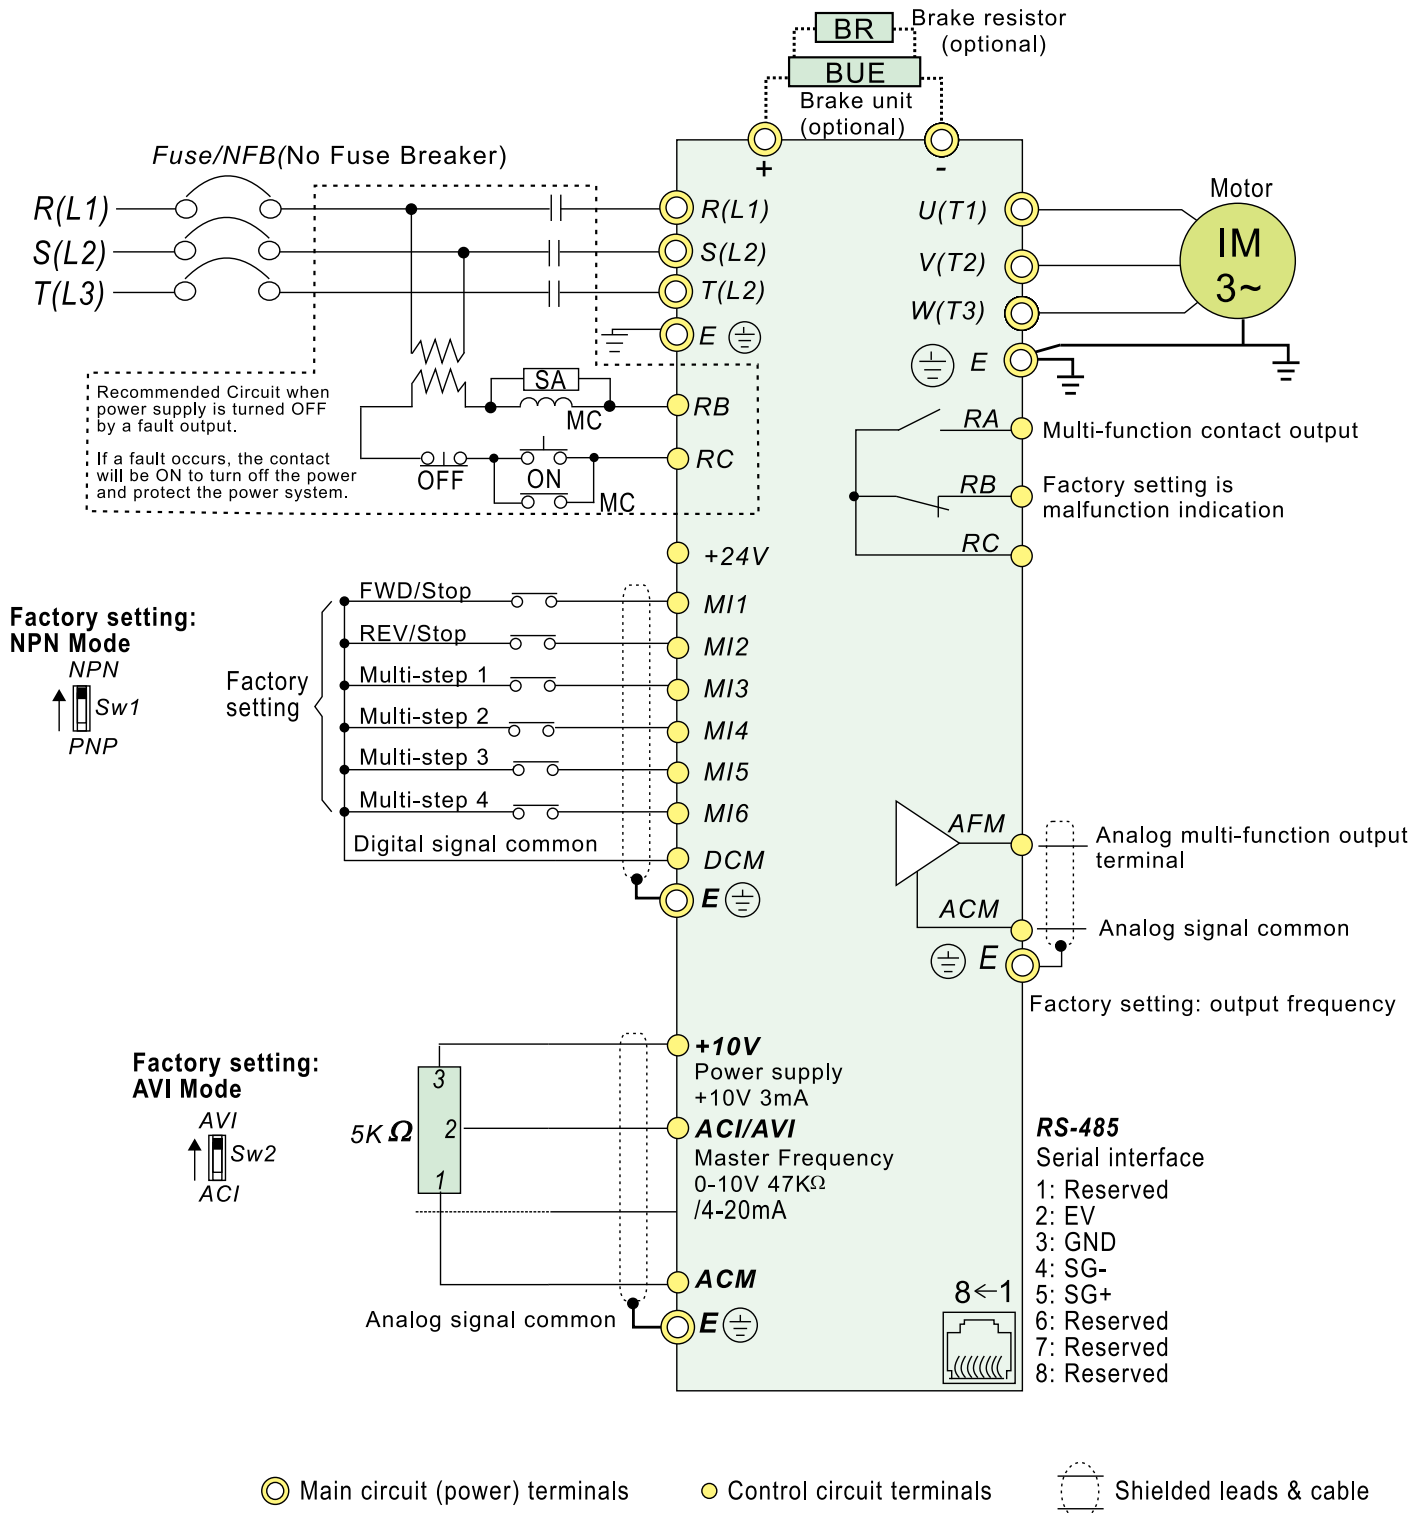 BR
Brake resistor
(optional)
BUE
Brake unit
(optional)
+
-
Fuse/NFB(No Fuse Breaker)
R(L1)
S(L2)
T(L3)
R(L1)
S(L2)
T(L2)
E
U(T1)
V(T2)
W(T3)
E
Motor
IM
3~
Recommended Circuit when
power supply is turned OFF
by a fault output.
If a fault occurs, the contact
will be ON to turn off the power
and protect the power system.
SA
MC
OFF
ON
MC
RB
RC
RA
Multi-function contact output
RB
Factory setting is
malfunction indication
RC
+24V
Factory setting:
NPN Mode
NPN
Sw1
PNP
Factory
setting
FWD/Stop
MI1
REV/Stop
MI2
Multi-step 1
MI3
Multi-step 2
MI4
Multi-step 3
MI5
Multi-step 4
MI6
Digital signal common
DCM
E
AFM
Analog multi-function output
terminal
ACM
Analog signal common
E
Factory setting: output frequency
Factory setting:
AVI Mode
AVI
Sw2
ACI
5K Ω
3
2
1
+10V
Power supply
+10V 3mA
ACI/AVI
Master Frequency
0-10V 47KΩ
/4-20mA
ACM
Analog signal common
E
RS-485
Serial interface
1: Reserved
2: EV
3: GND
4: SG-
5: SG+
6: Reserved
7: Reserved
8: Reserved
8←1
Main circuit (power) terminals
Control circuit terminals
Shielded leads & cable